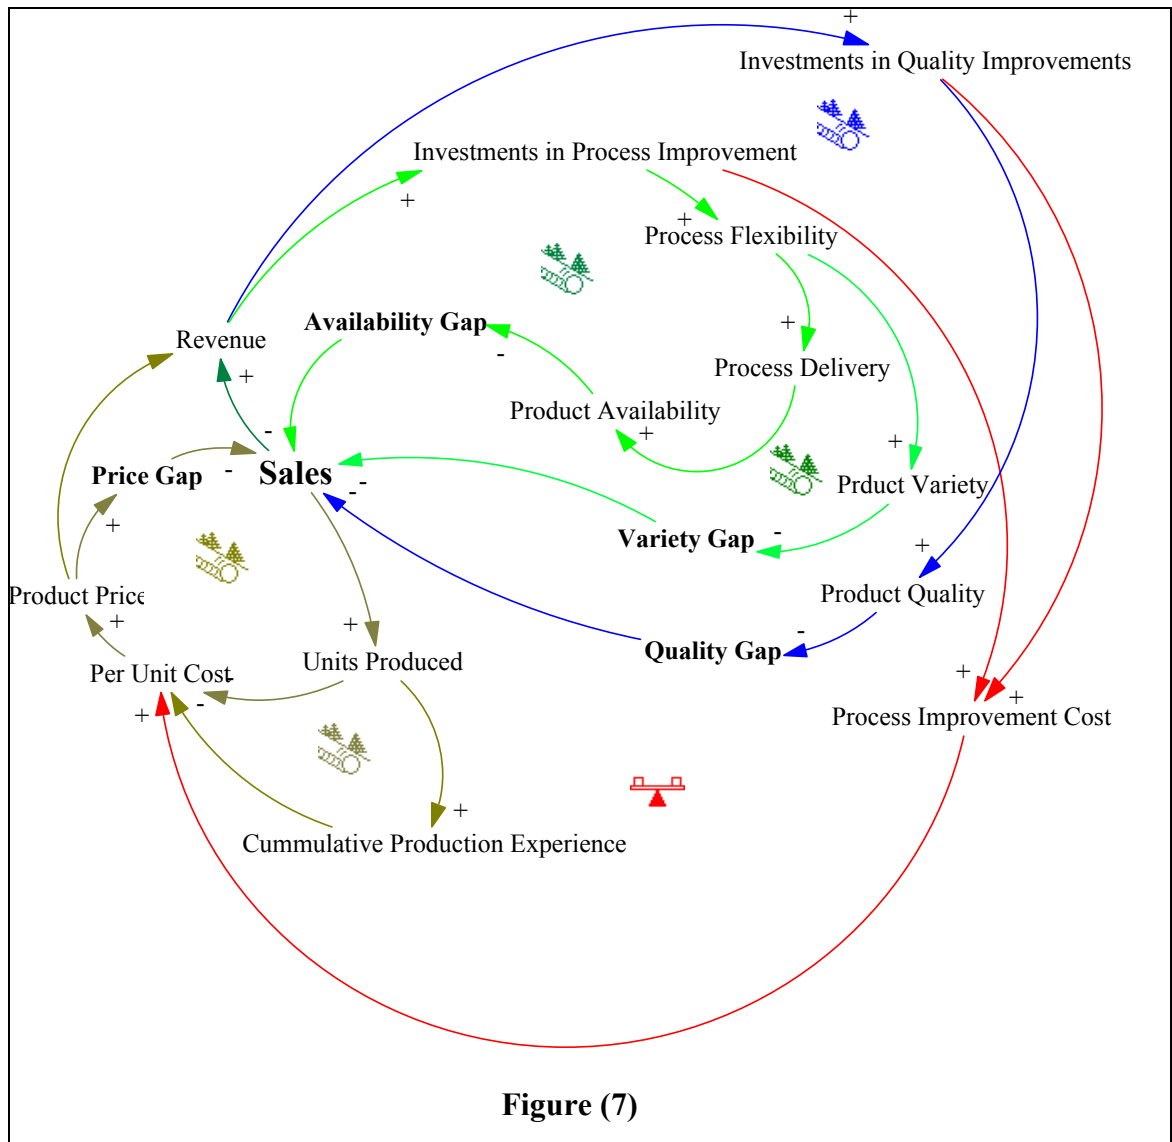 +
Investments in Quality Improvements
Investments in Process Improvement
+
+
Process Flexibility
Availability Gap
+
Revenue
-
Process Delivery
+
Product Availability
-
+
+
Price Gap
-
Sales
Prduct Variety
-
-
+
Variety Gap
-
+
Product Price
Product Quality
+
+
-
Quality Gap
Units Produced
Per Unit Cost
-
-
+
+
+
Process Improvement Cost
+
Cummulative Production Experience
Figure (7)